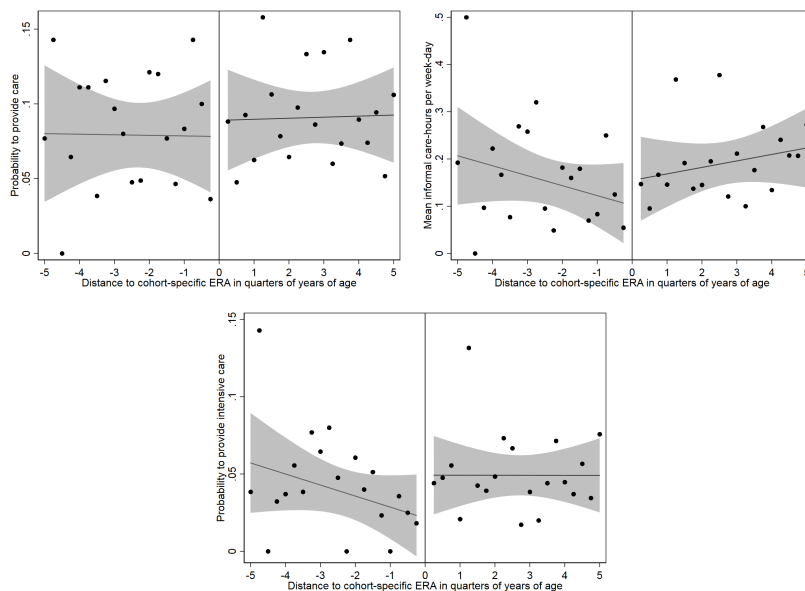 Probability to provide care
.15
.1
.05
0
-5 -4 -3 -2 -1 0 1 2 3 4 5
Distance to cohort-specific ERA in quarters of years of age
Mean informal care-hours per week-day
.5
.4
.3
.2
.1
0
-5 -4 -3 -2 -1 0 1 2 3 4 5
Distance to cohort-specific ERA in quarters of years of age
Probability to provide intensive care
.15
.1
.05
0
-5 -4 -3 -2 -1 0 1 2 3 4 5
Distance to cohort-specific ERA in quarters of years of age